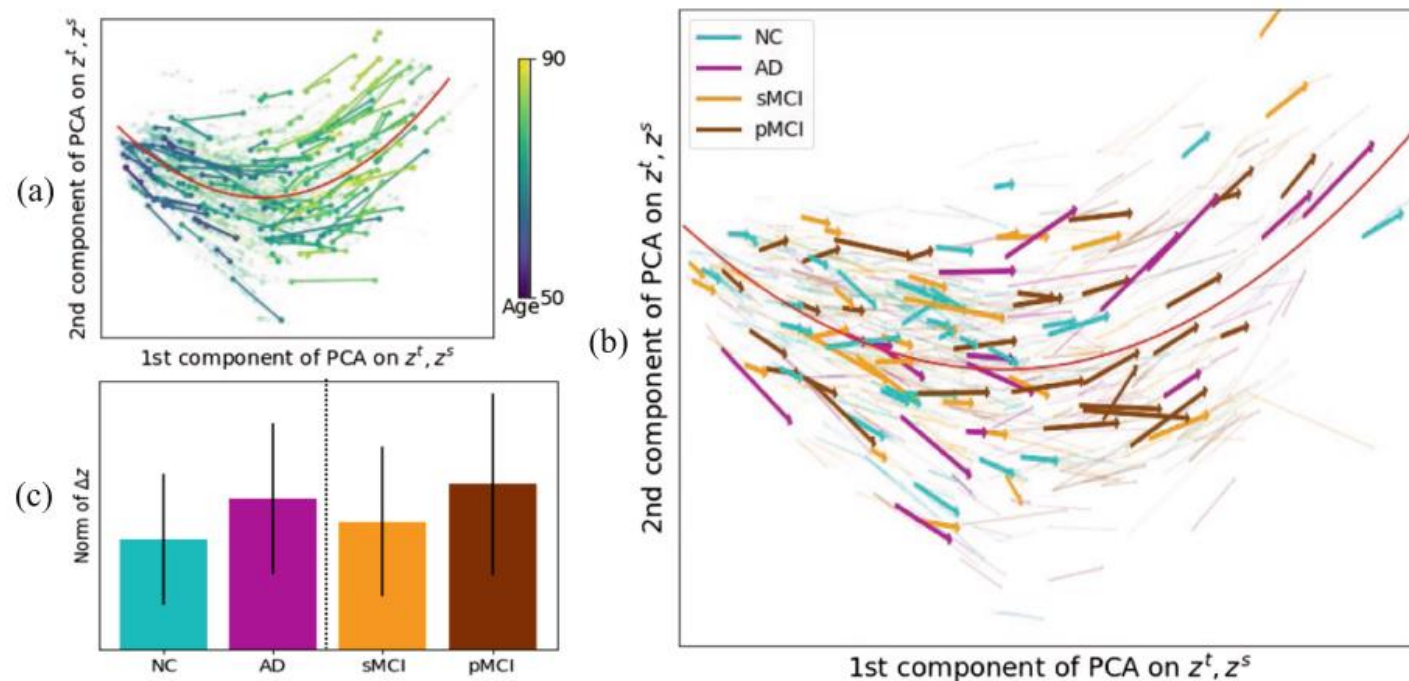 (a)
2nd component of PCA on z^t, z^s
90
50
Age
1st component of PCA on z^t, z^s
(b)
NC
AD
sMCI
pMCI
2nd component of PCA on z^t, z^s
1st component of PCA on z^t, z^s
(c)
Norm of Δz
NC AD sMCI pMCI